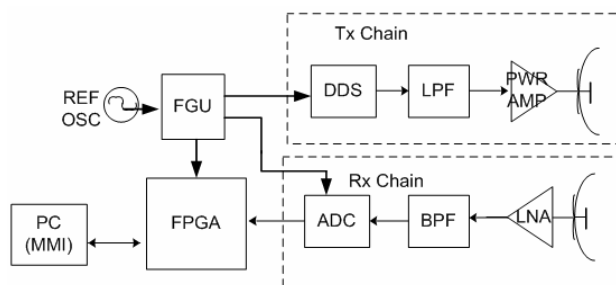 Tx Chain
REF
OSC
FGU
DDS
LPF
PWR
AMP
Rx Chain
PC
(MMI)
FPGA
ADC
BPF
LNA